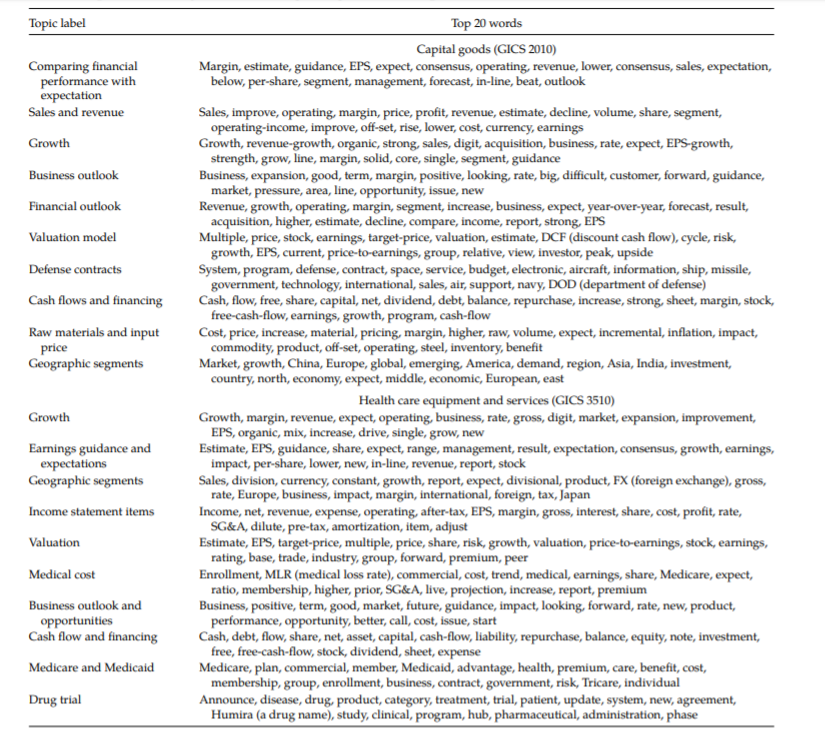 Topic label Top 20 words
Capital goods (GICS 2010)
Comparing financial Margin, estimate, guidance, EPS, expect, consensus, operating, revenue, lower, consensus, sales, expectation,
performance with below, per-share, segment, management, forecast, in-line, beat, outlook
expectation
Sales and revenue Sales, improve, operating, margin, price, profit, revenue, estimate, decline, volume, share, segment,
operating-income, improve, off-set, rise, lower, cost, currency, earnings
Growth Growth, revenue-growth, organic, strong, sales, digit, acquisition, business, rate, expect, EPS-growth,
strength, grow, line, margin, solid, core, single, segment, guidance
Business outlook Business, expansion, good, term, margin, positive, looking, rate, big, difficult, customer, forward, guidance,
market, pressure, area, line, opportunity, issue, new
Financial outlook Revenue, growth, operating, margin, segment, increase, business, expect, year-over-year, forecast, result,
acquisition, higher, estimate, decline, compare, income, report, strong, EPS
Valuation model Multiple, price, stock, earnings, target-price, valuation, estimate, DCF (discount cash flow), cycle, risk,
growth, EPS, current, price-to-earnings, group, relative, view, investor, peak, upside
Defense contracts System, program, defense, contract, space, service, budget, electronic, aircraft, information, ship, missile,
government, technology, international, sales, air, support, navy, DOD (department of defense)
Cash flows and financing Cash, flow, free, share, capital, net, dividend, debt, balance, repurchase, increase, strong, sheet, margin, stock,
free-cash-flow, earnings, growth, program, cash-flow
Raw materials and input Cost, price, increase, material, pricing, margin, higher, raw, volume, expect, incremental, inflation, impact,
price commodity, product, off-set, operating, steel, inventory, benefit
Geographic segments Market, growth, China, Europe, global, emerging, America, demand, region, Asia, India, investment,
country, north, economy, expect, middle, economic, European, east
Health care equipment and services (GICS 3510)
Growth Growth, margin, revenue, expect, operating, business, rate, gross, digit, market, expansion, improvement,
EPS, organic, mix, increase, drive, single, grow, new
Earnings guidance and Estimate, EPS, guidance, share, expect, range, management, result, expectation, consensus, growth, earnings,
expectations impact, per-share, lower, new, in-line, revenue, report, stock
Geographic segments Sales, division, currency, constant, growth, report, expect, divisional, product, FX (foreign exchange), gross,
rate, Europe, business, impact, margin, international, foreign, tax, Japan
Income statement items Income, net, revenue, expense, operating, after-tax, EPS, margin, gross, interest, share, cost, profit, rate,
SG&A, dilute, pre-tax, amortization, item, adjust
Valuation Estimate, EPS, target-price, multiple, price, share, risk, growth, valuation, price-to-earnings, stock, earnings,
rating, base, trade, industry, group, forward, premium, peer
Medical cost Enrollment, MLR (medical loss rate), commercial, cost, trend, medical, earnings, share, Medicare, expect,
ratio, membership, higher, prior, SG&A, live, projection, increase, report, premium
Business outlook and Business, positive, term, good, market, future, guidance, impact, looking, forward, rate, new, product,
opportunities performance, opportunity, better, call, cost, issue, start
Cash flow and financing Cash, debt, flow, share, net, asset, capital, cash-flow, liability, repurchase, balance, equity, note, investment,
free, free-cash-flow, stock, dividend, sheet, expense
Medicare and Medicaid Medicare, plan, commercial, member, Medicaid, advantage, health, premium, care, benefit, cost,
membership, group, enrollment, business, contract, government, risk, Tricare, individual
Drug trial Announce, disease, drug, product, category, treatment, trial, patient, update, system, new, agreement,
Humira (a drug name), study, clinical, program, hub, pharmaceutical, administration, phase